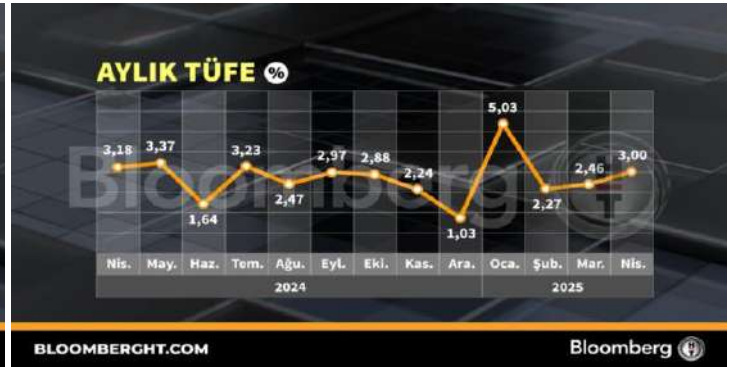 AYLIK TÜFE %
5,03
3,18 3,37 3,23 2,97 2,88 2,24 2,46 3,00
1,64 2,47 1,03 2,27
Bloomberg
Nis. May. Haz. Tem. Ağu. Eyl. Eki. Kas. Ara. Oca. Şub. Mar. Nis.
2024 2025
BLOOMBERGHT.COM Bloomberg HT